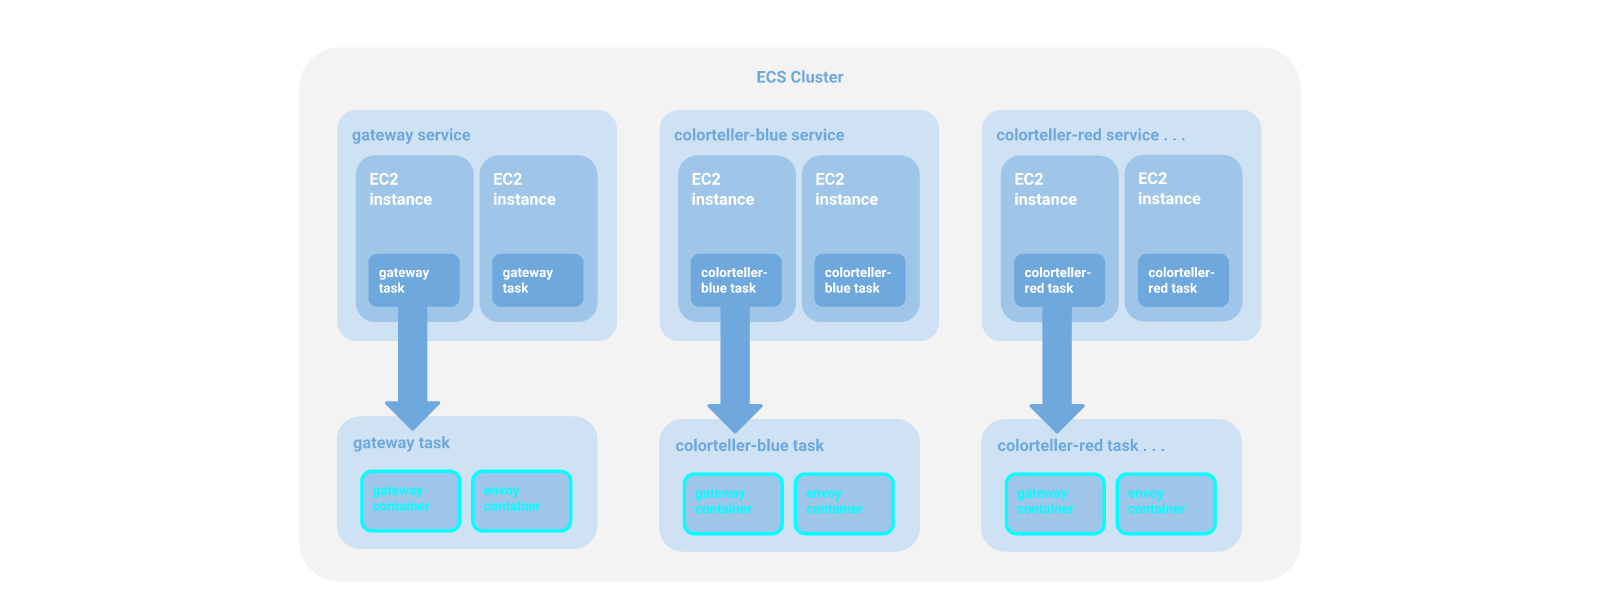 ECS Cluster
gateway service
EC2
instance
EC2
instance
gateway
task
gateway
task
colorteller-blue service
EC2
instance
EC2
instance
colorteller-
blue task
colorteller-
blue task
colorteller-red service . . .
EC2
instance
EC2
instance
colorteller-
red task
colorteller-
red task
gateway task
gateway
container
envoy
container
colorteller-blue task
gateway
container
envoy
container
colorteller-red task . . .
gateway
container
envoy
container